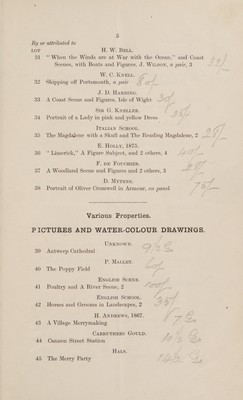 5
By or attributed to
LOT H. W. BELL.
31 "When the Winds are at War with the Ocean," and Coast
Scenes, with Boats and Figures, J. WILSON, a pair, 3
W. C. KNELL.
32 Skipping off Portsmouth, a pair
J. D. HARDING.
33 A Coast Scene and Figures, Isle of Wight
SIR G. KNELLER.
34 Portrait of a Lady in pink and yellow Dress
ITALIAN SCHOOL
35 The Magdalene with a Skull and The Reading Magdalene, 2
E. HOLLY, 1875.
36 "Limerick," A Figure Subject, and 2 others, 4
F. DE FOUCHIER.
37 A Woodland Scene and Figures and 2 others, 3
D. MYTENS.
38 Portrait of Oliver Cromwell in Armour, on panel
75/-
Various Properties.
PICTURES AND WATER-COLOUR DRAWINGS.
UNKNOWN.
39 Antwerp Cathedral
P. MALLET.
40 The Poppy Field
ENGLISH SCENE.
41 Poultry and A River Scene, 2
ENGLISH SCHOOL.
42 Horses and Grooms in Landscapes, 2
H. ANDREWS, 1867.
43 A Village Merrymaking
CARRUTHERS GOULD.
44 Cannon Street Station
HALS.
45 The Merry Party